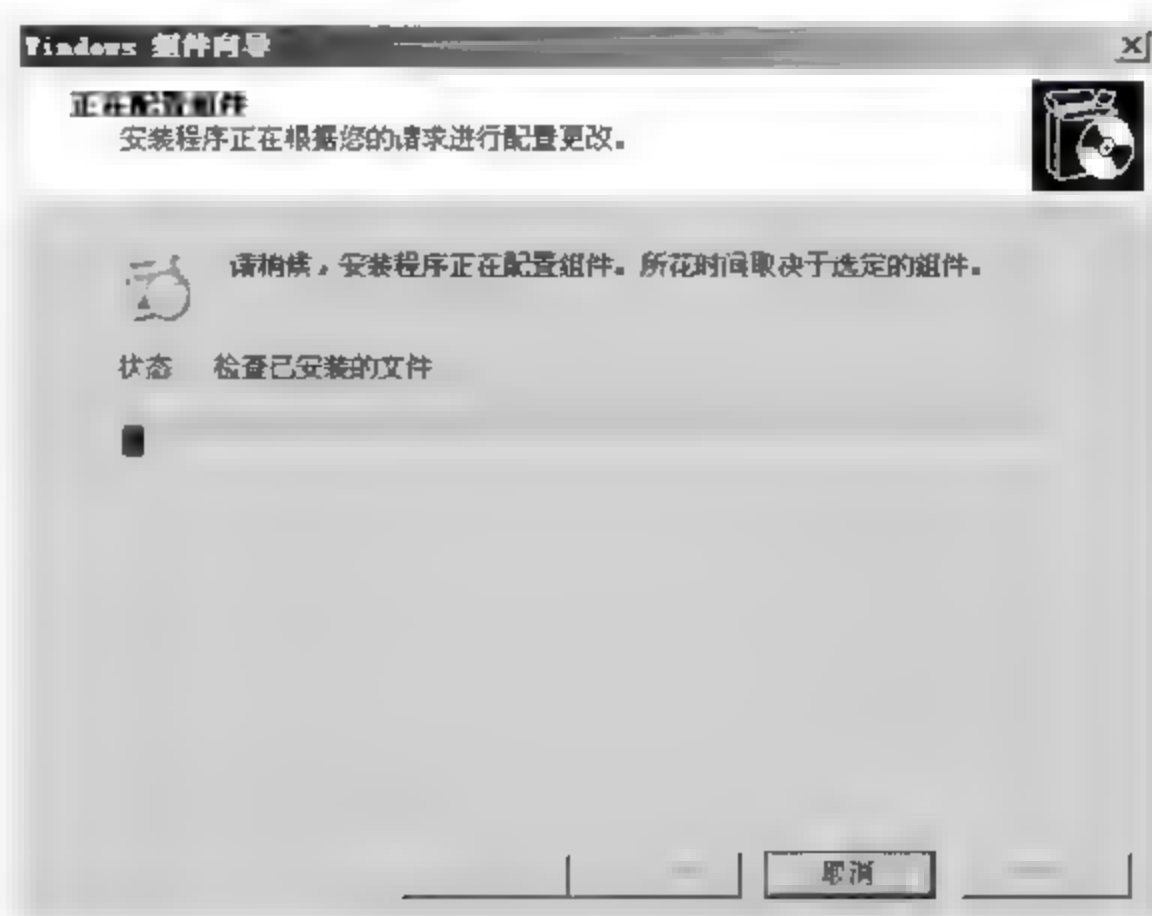 Windows 组件向导
正在配置组件
安装程序正在根据您的请求进行配置更改。
请稍候，安装程序正在配置组件。所花时间取决于选定的组件。
状态 检查已安装的文件
取消